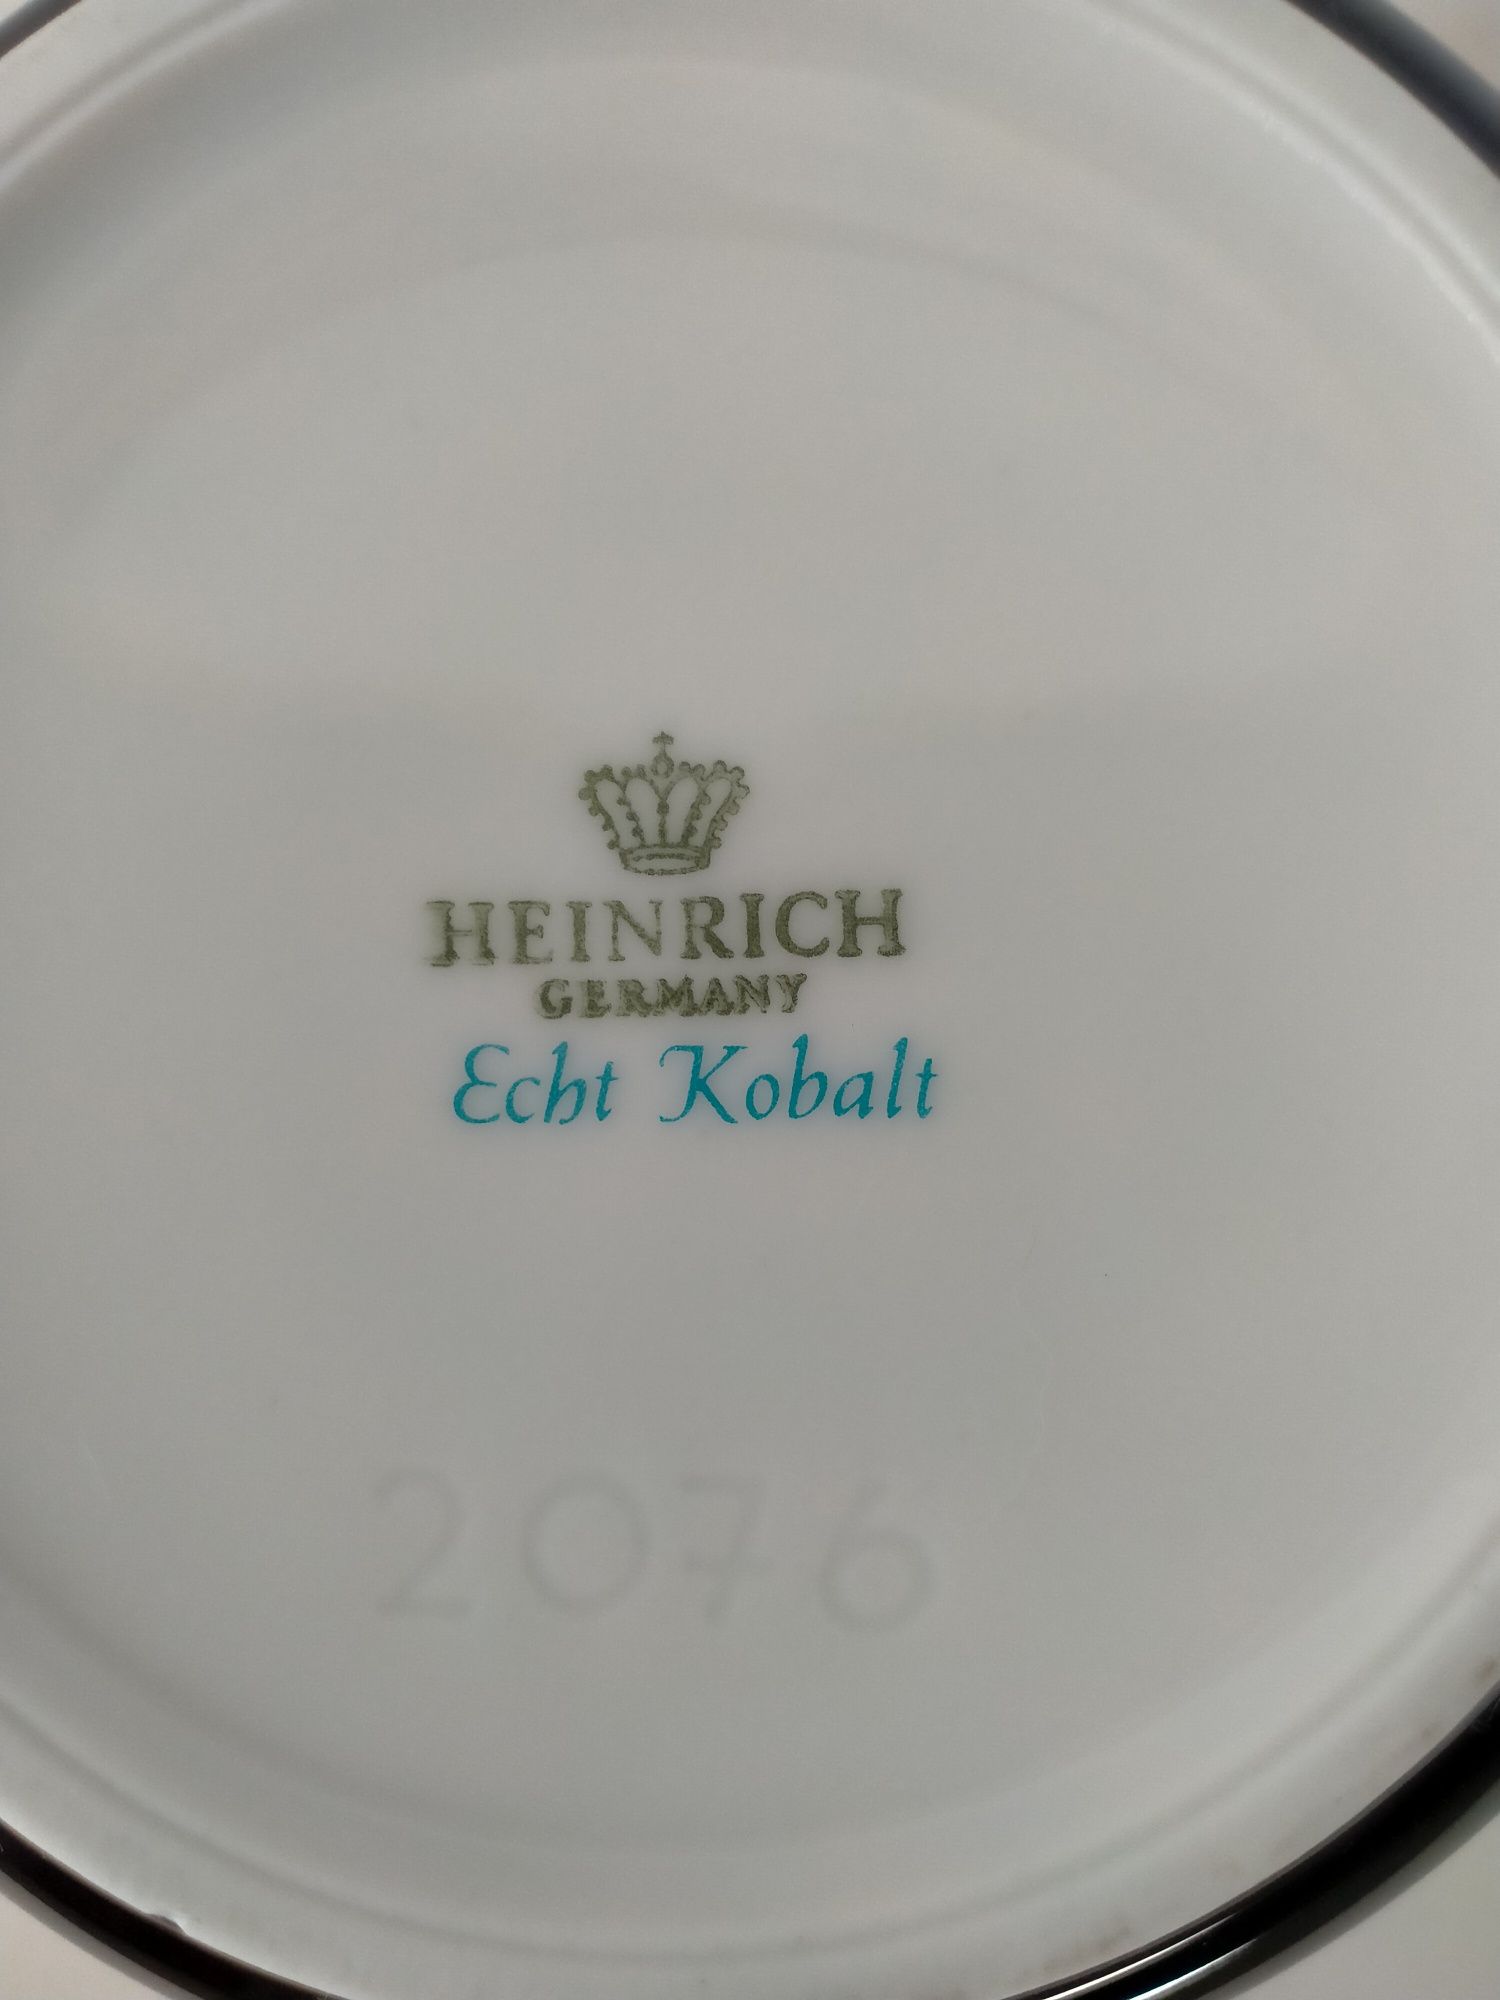 HEINRICH
GERMANY
Echt Kobalt
2076